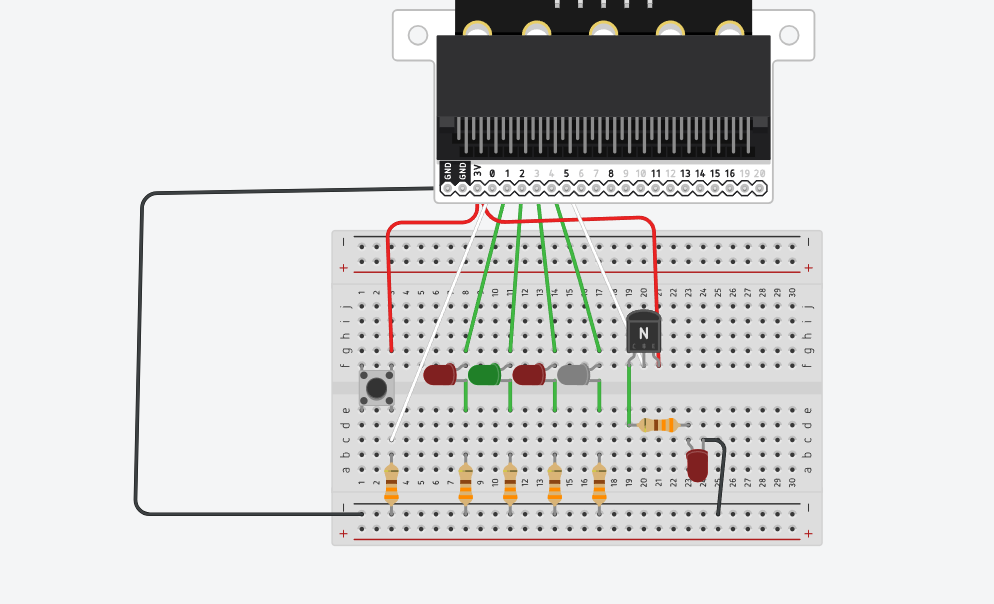 GND GND 3V 0 1 2 3 4 5 6 7 8 9 10 11 12 13 14 15 16 19 20
− −
+ +
1 2 3 4 5 6 7 8 9 10 11 12 13 14 15 16 17 18 19 20 21 22 23 24 25 26 27 28 29 30
j j
i i
h h
g g
f f
N
C B E
e e
d d
c c
b b
a a
1 2 3 4 5 6 7 8 9 10 11 12 13 14 15 16 17 18 19 20 21 22 23 24 25 26 27 28 29 30
− −
+ +